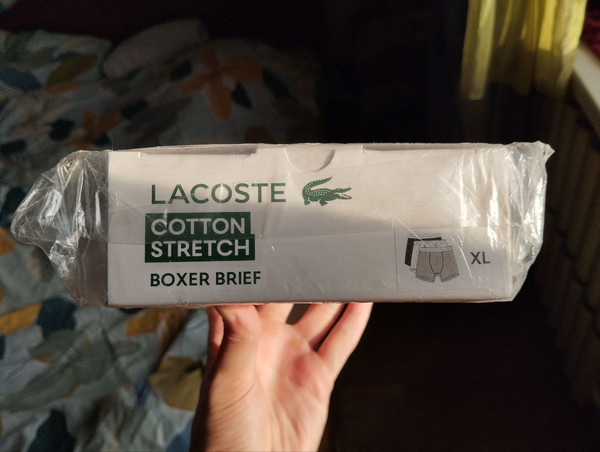 LACOSTE
COTTON
STRETCH
BOXER BRIEF
XL